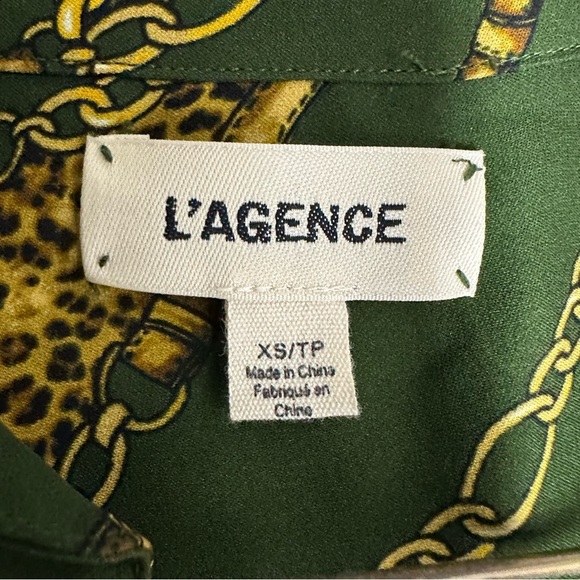 L'AGENCE
XS/TP
Made in China
Fabriqué en
Chine